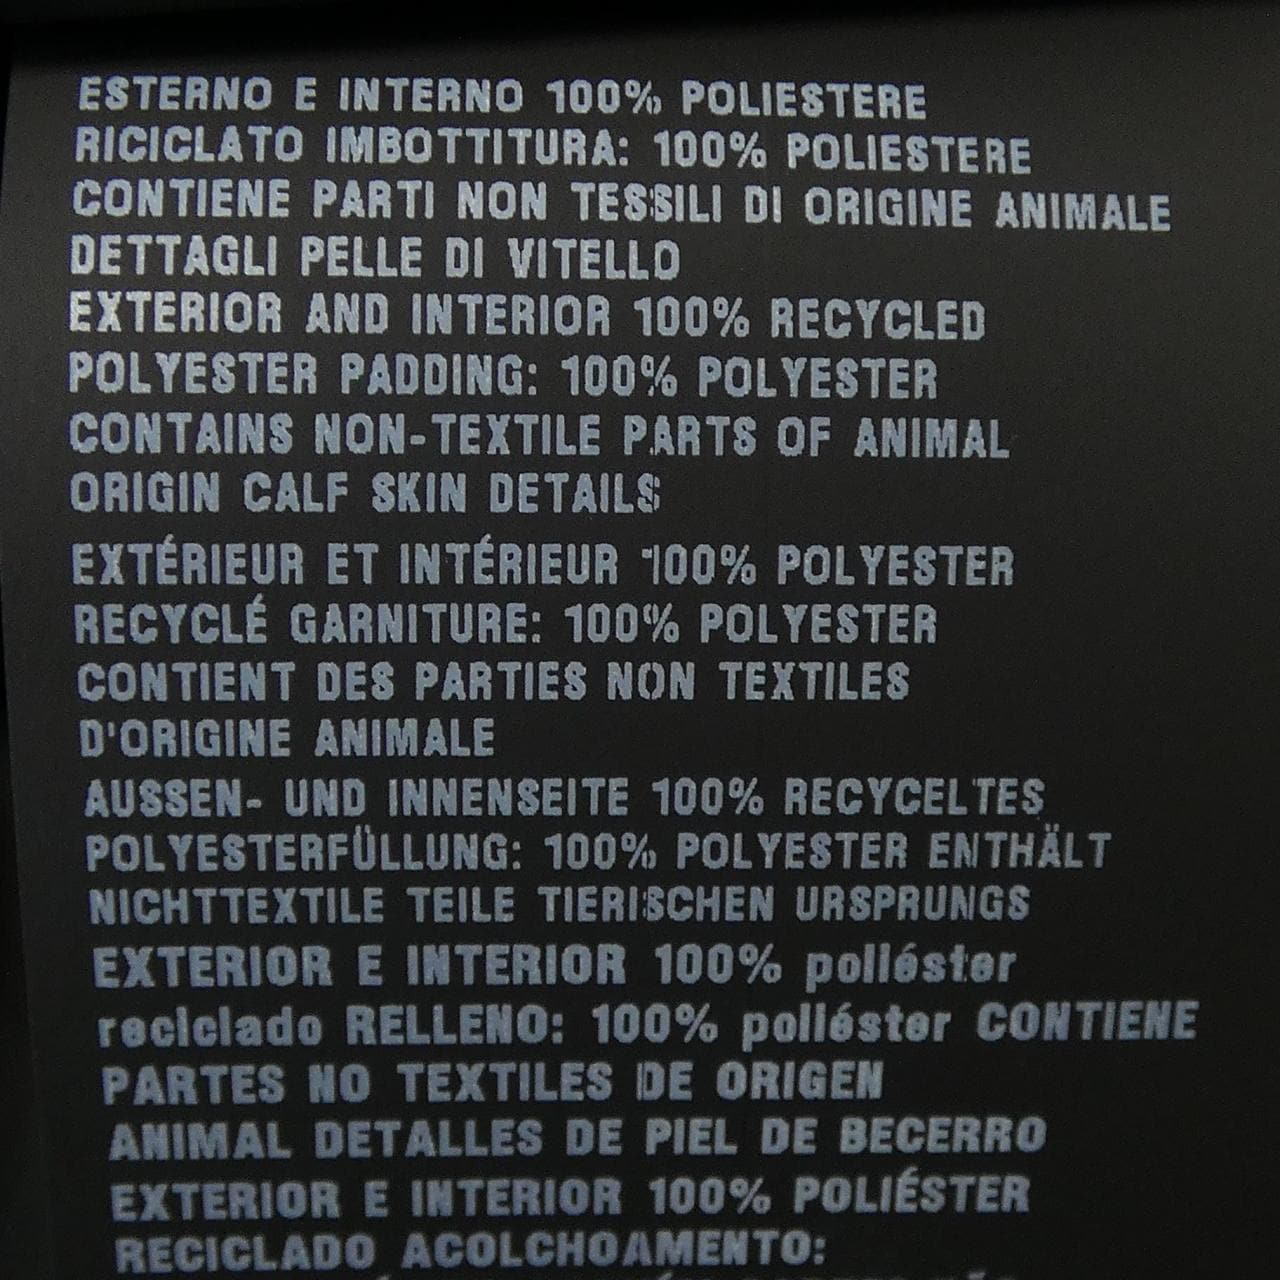 ESTERNO E INTERNO 100% POLIESTERE
RICICLATO IMBOTTITURA: 100% POLIESTERE
CONTIENE PARTI NON TESSILI DI ORIGINE ANIMALE
DETTAGLI PELLE DI VITELLO
EXTERIOR AND INTERIOR 100% RECYCLED
POLYESTER PADDING: 100% POLYESTER
CONTAINS NON-TEXTILE PARTS OF ANIMAL
ORIGIN CALF SKIN DETAILS
EXTÉRIEUR ET INTÉRIEUR 100% POLYESTER
RECYCLÉ GARNITURE: 100% POLYESTER
CONTIENT DES PARTIES NON TEXTILES
D'ORIGINE ANIMALE
AUSSEN- UND INNENSEITE 100% RECYCELTES
POLYESTERFÜLLUNG: 100% POLYESTER ENTHÄLT
NICHTTEXTILE TEILE TIERISCHEN URSPRUNGS
EXTERIOR E INTERIOR 100% poliéster
reciclado RELLENO: 100% poliéster CONTIENE
PARTES NO TEXTILES DE ORIGEN
ANIMAL DETALLES DE PIEL DE BECERRO
EXTERIOR E INTERIOR 100% POLIÉSTER
RECICLADO ACOLCHOAMENTO: